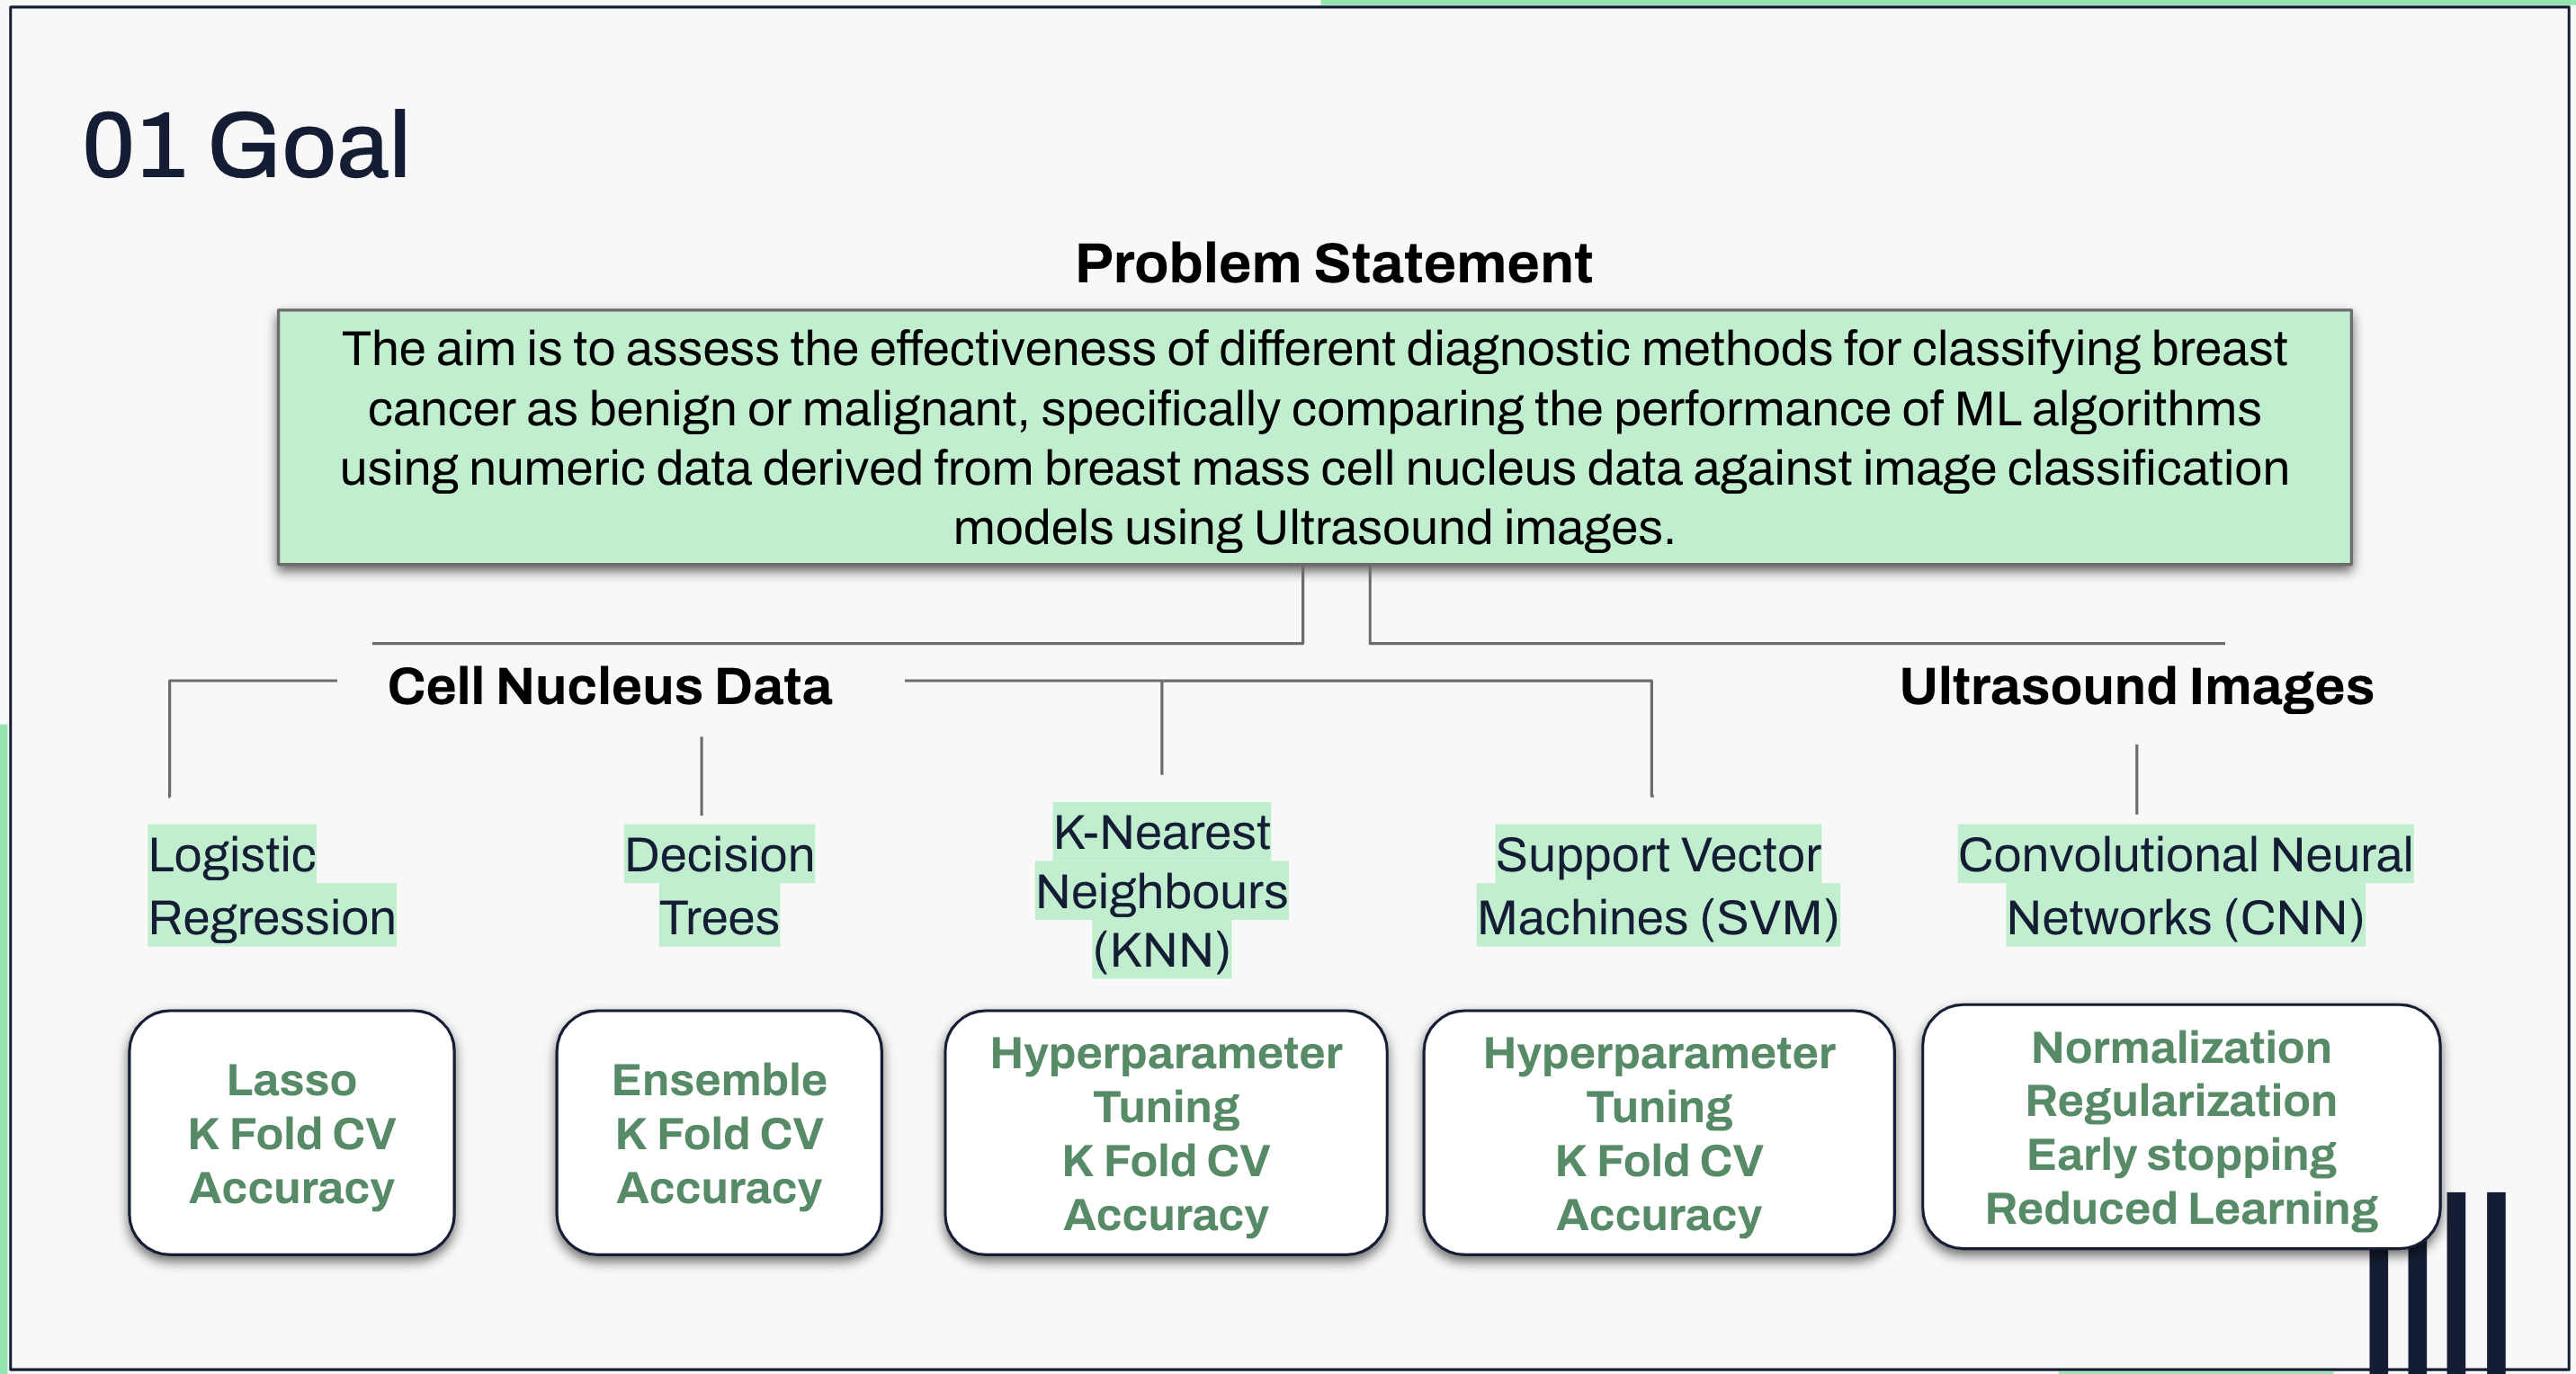 01 Goal
Problem Statement
The aim is to assess the effectiveness of different diagnostic methods for classifying breast
cancer as benign or malignant, specifically comparing the performance of ML algorithms
using numeric data derived from breast mass cell nucleus data against image classification
models using Ultrasound images.
Cell Nucleus Data
Ultrasound Images
Logistic
Regression
Decision
Trees
K-Nearest
Neighbours
(KNN)
Support Vector
Machines (SVM)
Convolutional Neural
Networks (CNN)
Lasso
K Fold CV
Accuracy
Ensemble
K Fold CV
Accuracy
Hyperparameter
Tuning
K Fold CV
Accuracy
Hyperparameter
Tuning
K Fold CV
Accuracy
Normalization
Regularization
Early stopping
Reduced Learning